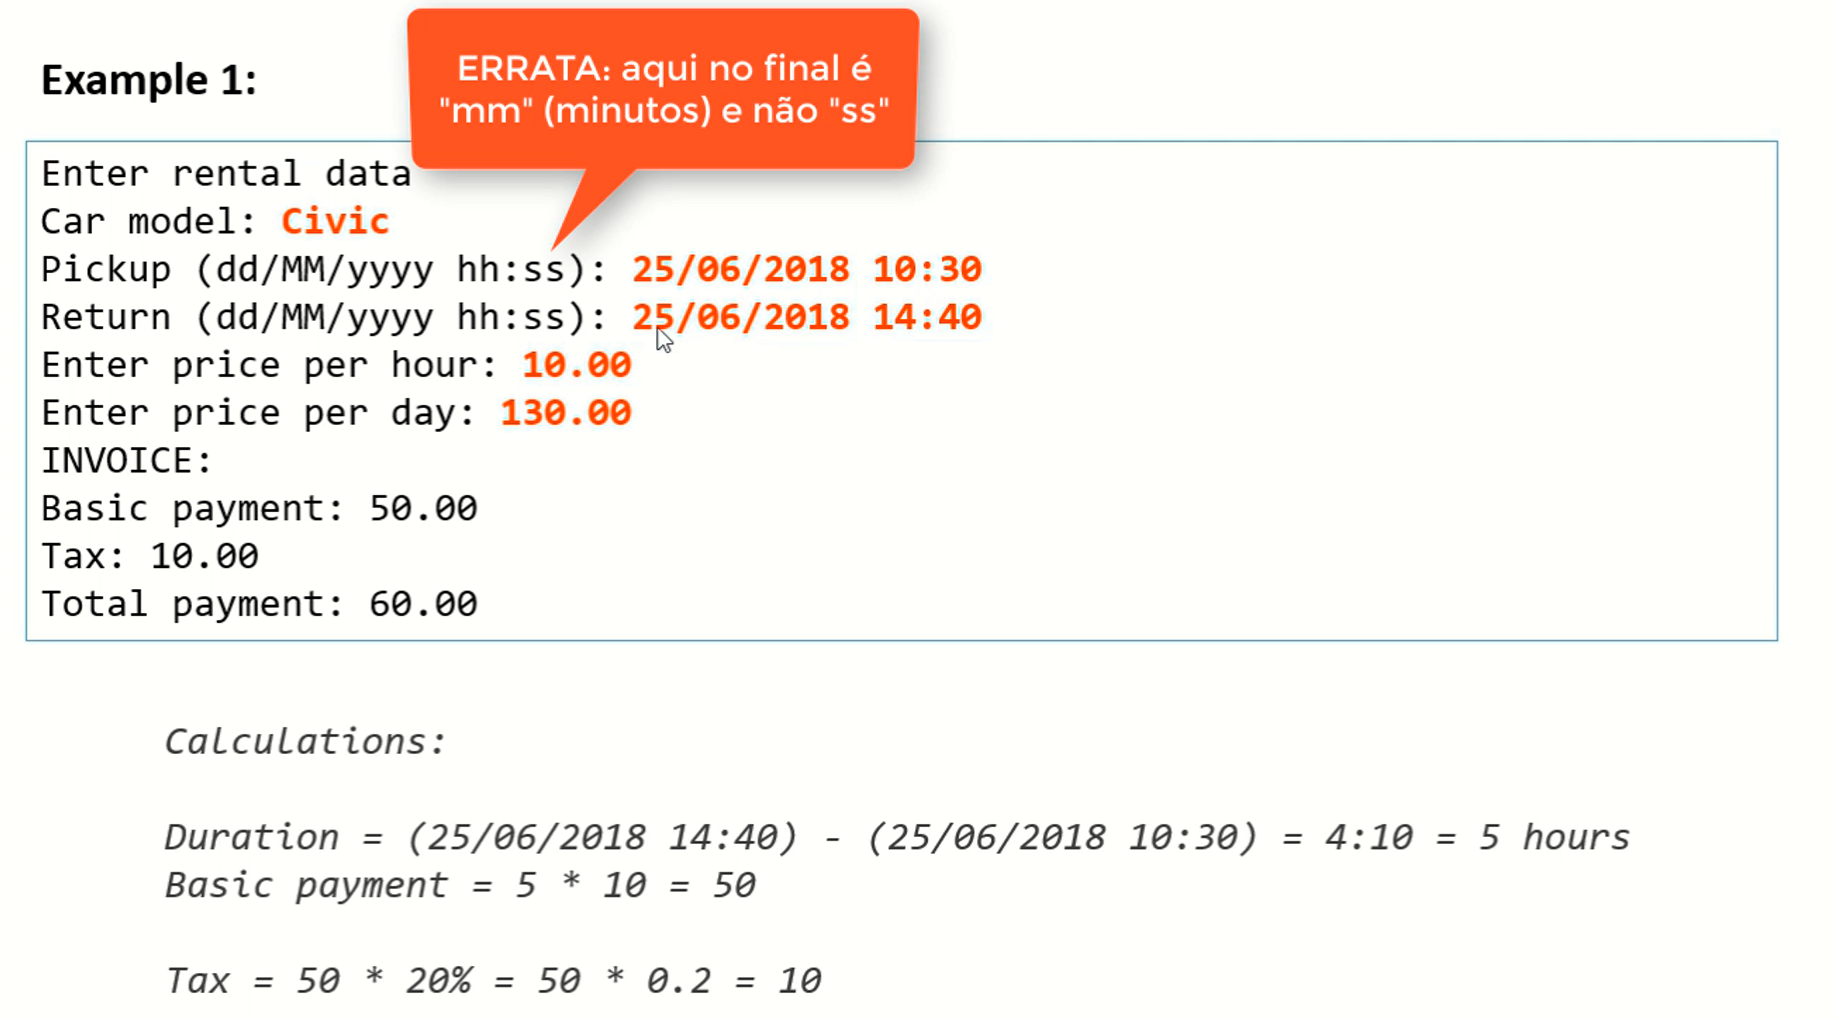 Example 1:
ERRATA: aqui no final é
"mm" (minutos) e não "ss"
Enter rental data
Car model: Civic
Pickup (dd/MM/yyyy hh:ss): 25/06/2018 10:30
Return (dd/MM/yyyy hh:ss): 25/06/2018 14:40
Enter price per hour: 10.00
Enter price per day: 130.00
INVOICE:
Basic payment: 50.00
Tax: 10.00
Total payment: 60.00
Calculations:
Duration = (25/06/2018 14:40) - (25/06/2018 10:30) = 4:10 = 5 hours
Basic payment = 5 * 10 = 50
Tax = 50 * 20% = 50 * 0.2 = 10